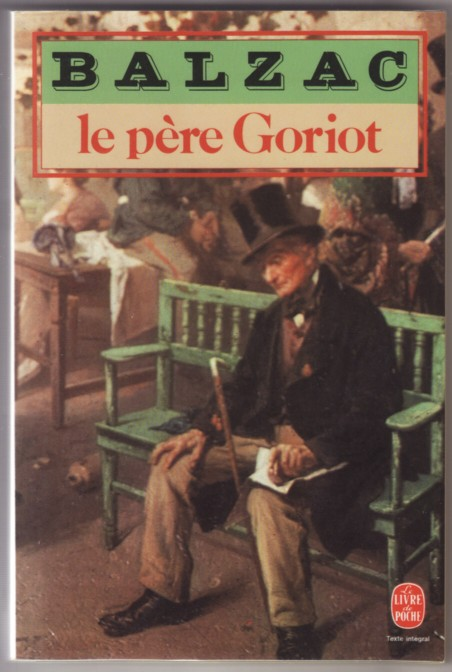 BALZAC
le père Goriot
Le
LIVRE
de
POCHE
Texte intégral